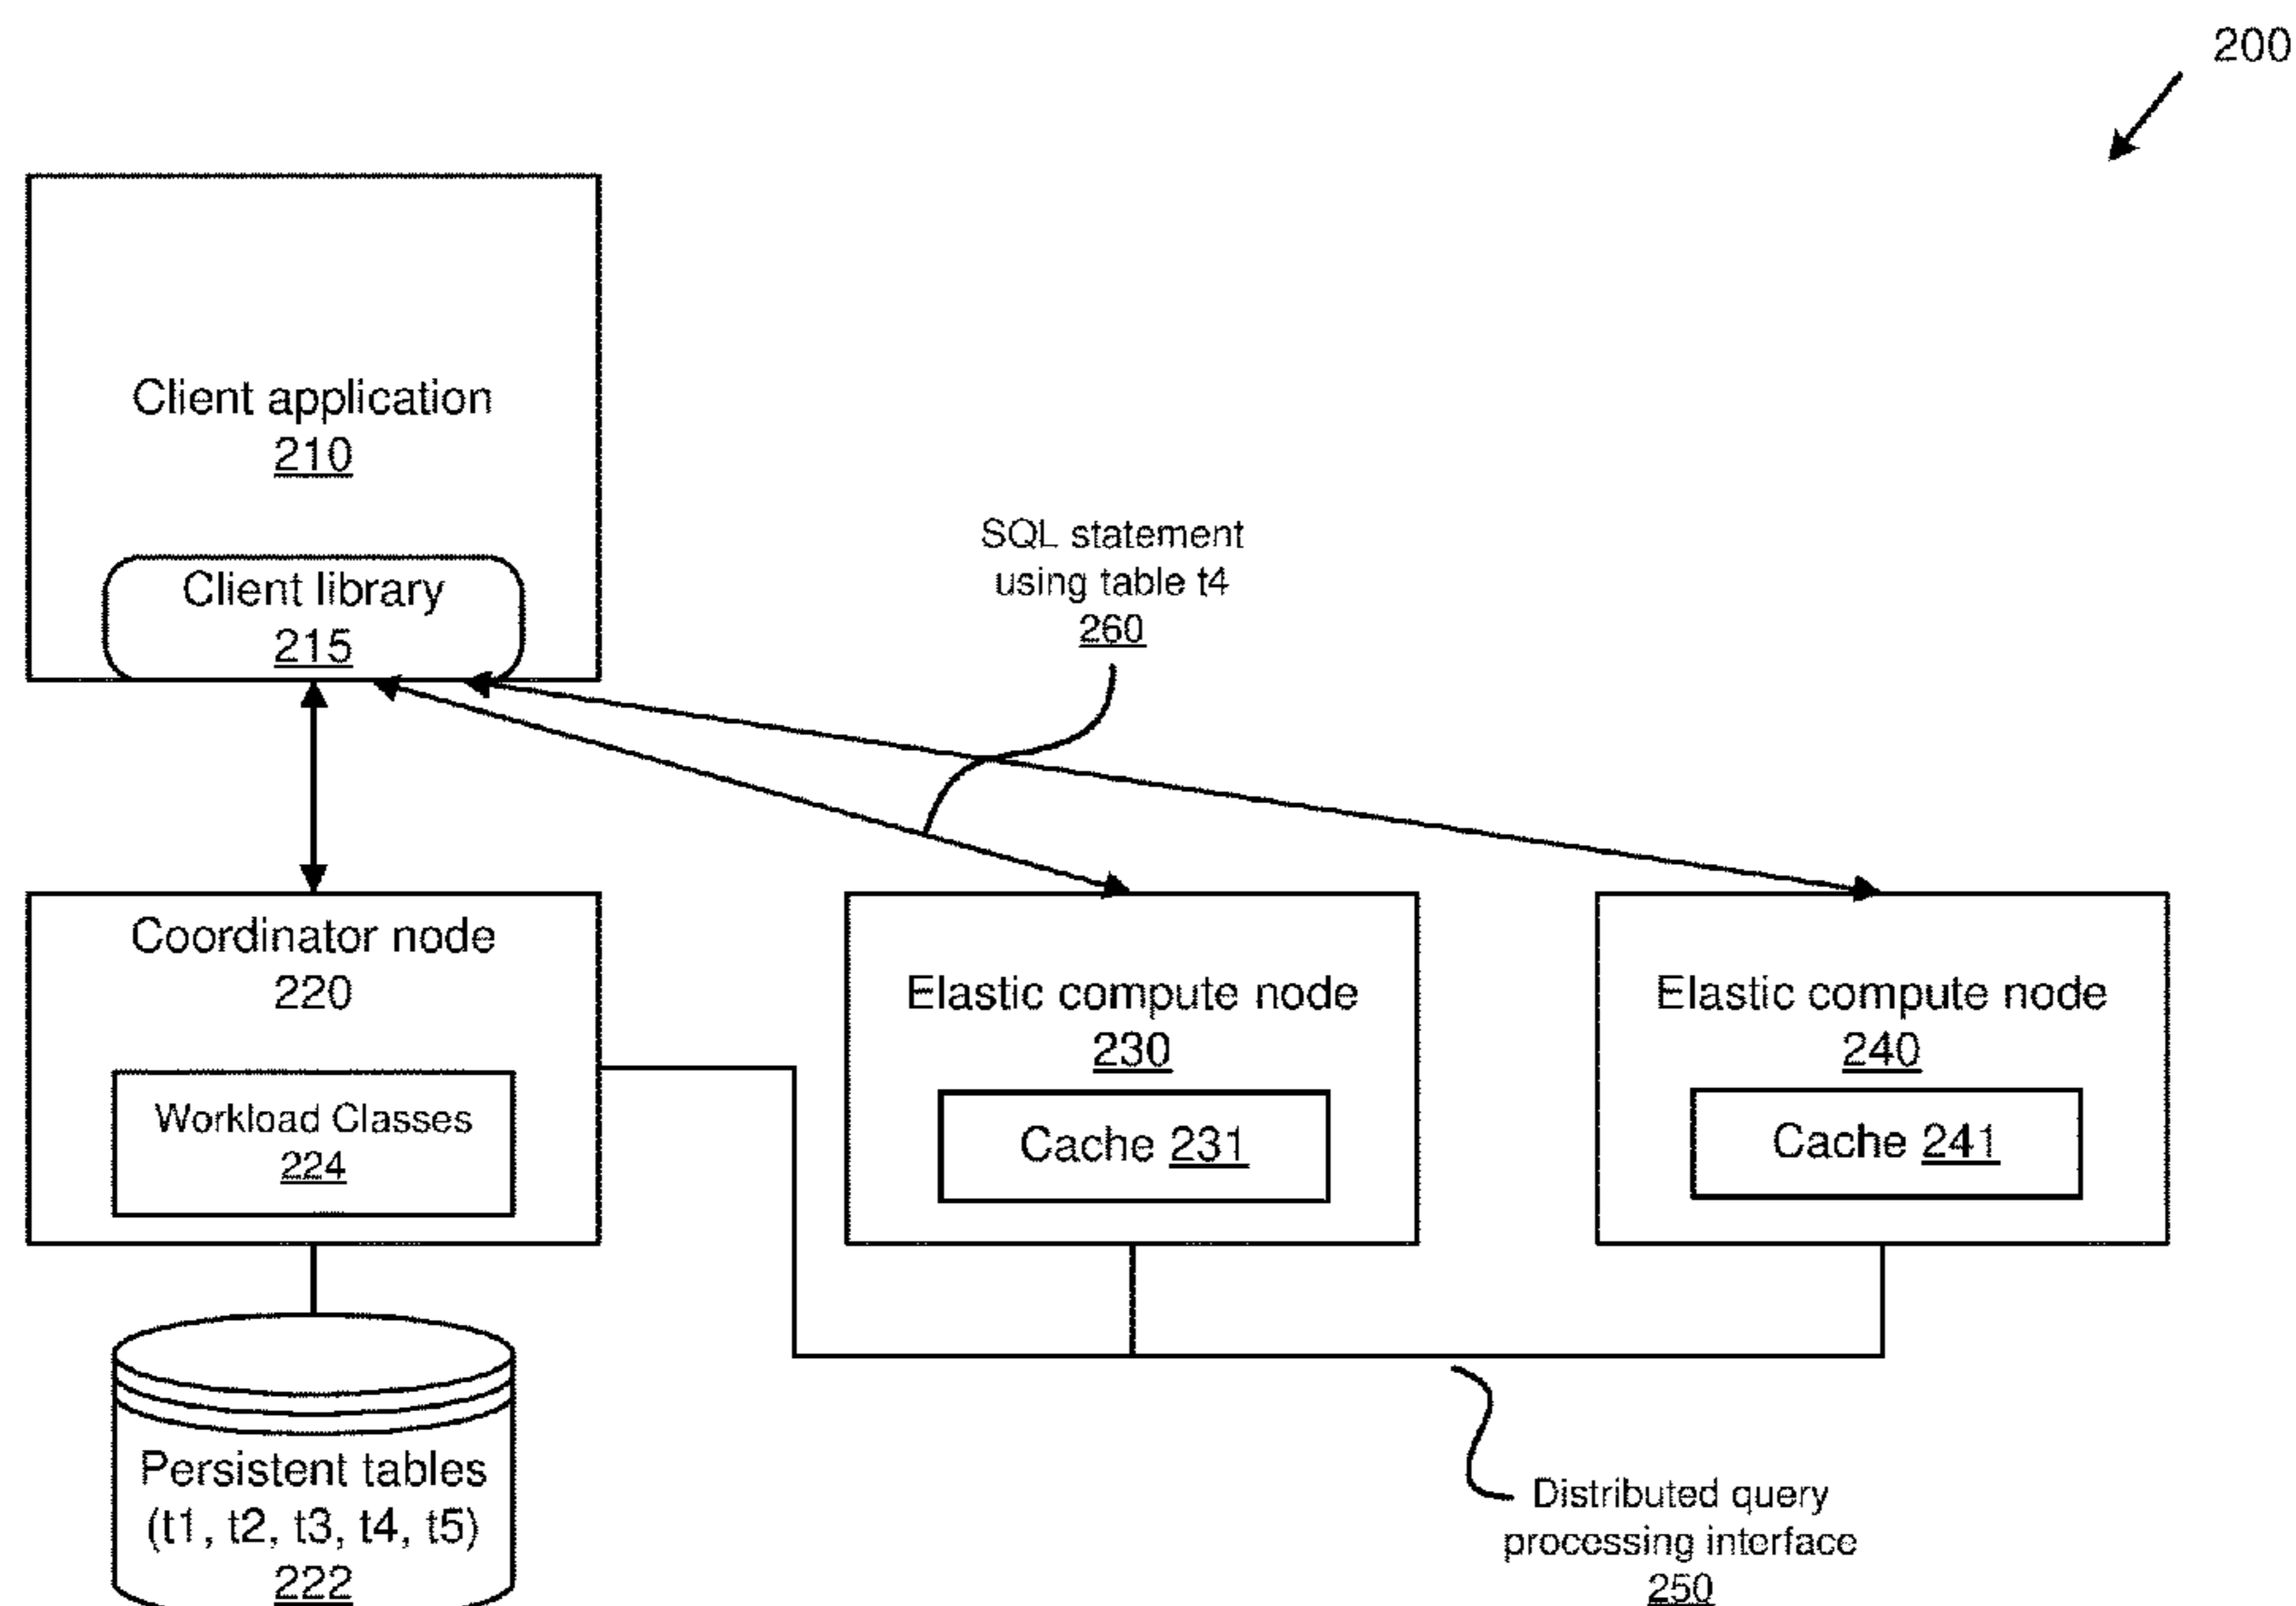 200
Client application
210
Client library
215
SQL statement
using table t4
260
Coordinator node
220
Workload Classes
224
Elastic compute node
230
Cache 231
Elastic compute node
240
Cache 241
Persistent tables
(t1, t2, t3, t4, t5)
222
Distributed query
processing interface
250